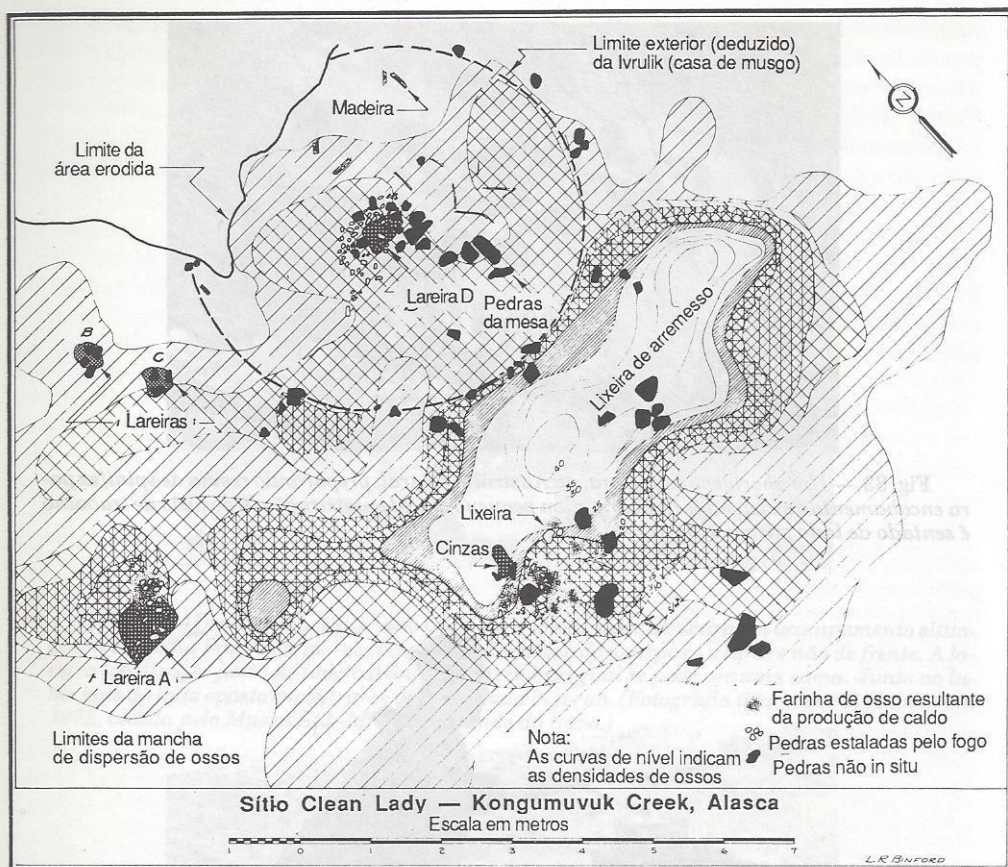 Limite exterior (deduzido)
da Ivrulik (casa de musgo)
N
Madeira
Limite da
área erodida
Lareira D
Pedras
da mesa
Lixeira de arremesso
B
C
Lareiras
Lixeira
Cinzas
40
30
20
Lareira A
Limites da mancha
de dispersão de ossos
Nota:
As curvas de nível indicam
as densidades de ossos
Farinha de osso resultante
da produção de caldo
Pedras estaladas pelo fogo
Pedras não in situ
Sítio Clean Lady — Kongumuvuk Creek, Alasca
Escala em metros
1 0 1 2 3 4 5 6 7
L R BINFORD